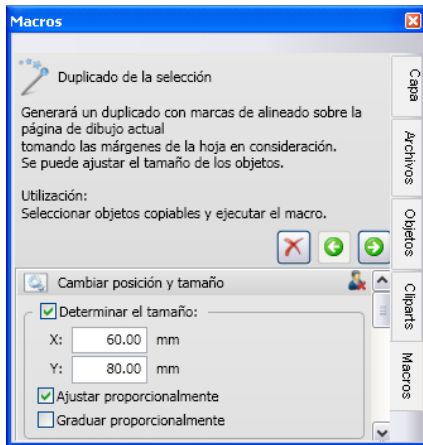 Macros
Duplicado de la selección
Generará un duplicado con marcas de alineado sobre la
página de dibujo actual
tomando las márgenes de la hoja en consideración.
Se puede ajustar el tamaño de los objetos.
Utilización:
Seleccionar objetos copiables y ejecutar el macro.
Cambiar posición y tamaño
Determinar el tamaño:
X: 60.00 mm
Y: 80.00 mm
Ajustar proporcionalmente
Graduar proporcionalmente
Capa
Archivos
Objetos
Cliparts
Macros